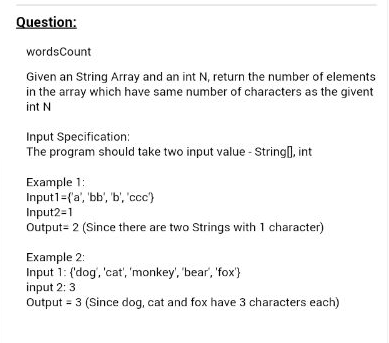 Question:
wordsCount
Given an String Array and an int N, return the number of elements
in the array which have same number of characters as the givent
int N
Input Specification:
The program should take two input value - String[], int
Example 1:
Input1={'a', 'bb', 'b', 'ccc'}
Input2=1
Output= 2 (Since there are two Strings with 1 character)
Example 2:
Input 1: {'dog', 'cat', 'monkey', 'bear', 'fox'}
input 2: 3
Output = 3 (Since dog, cat and fox have 3 characters each)